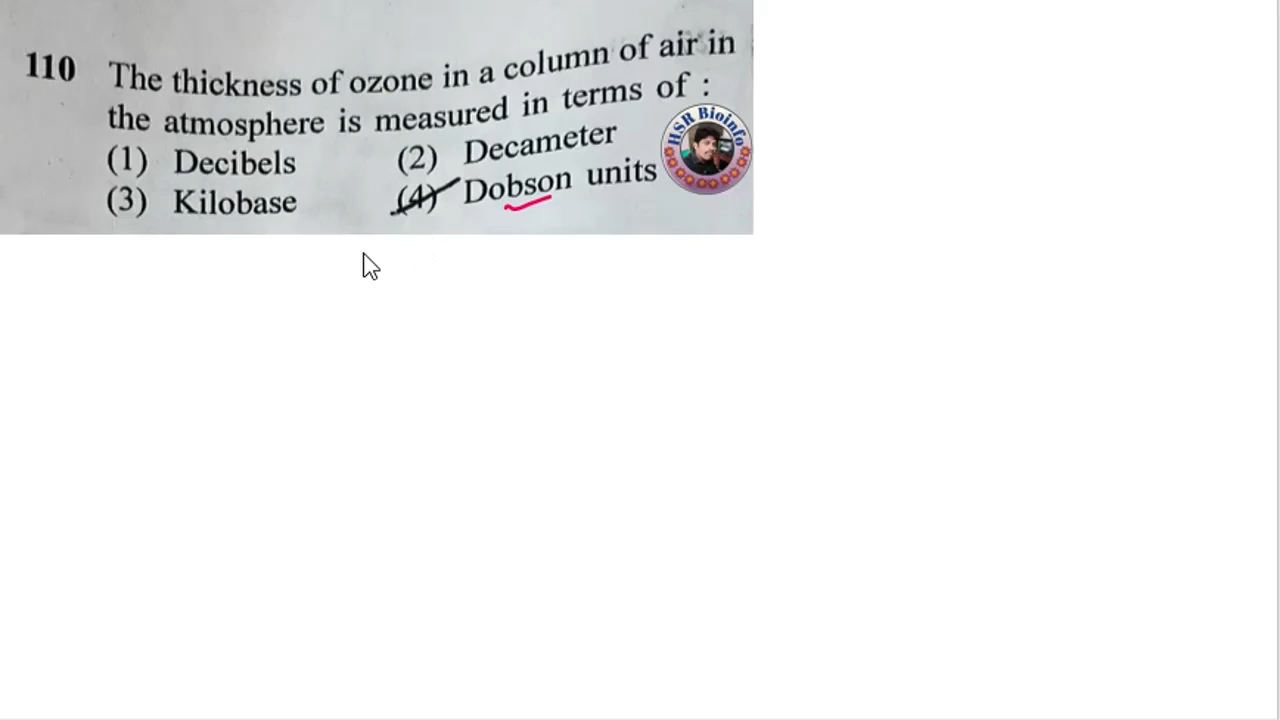 110 The thickness of ozone in a column of air in
the atmosphere is measured in terms of :
(1) Decibels (2) Decameter
(3) Kilobase (4) Dobson units
HSR Bioinfo